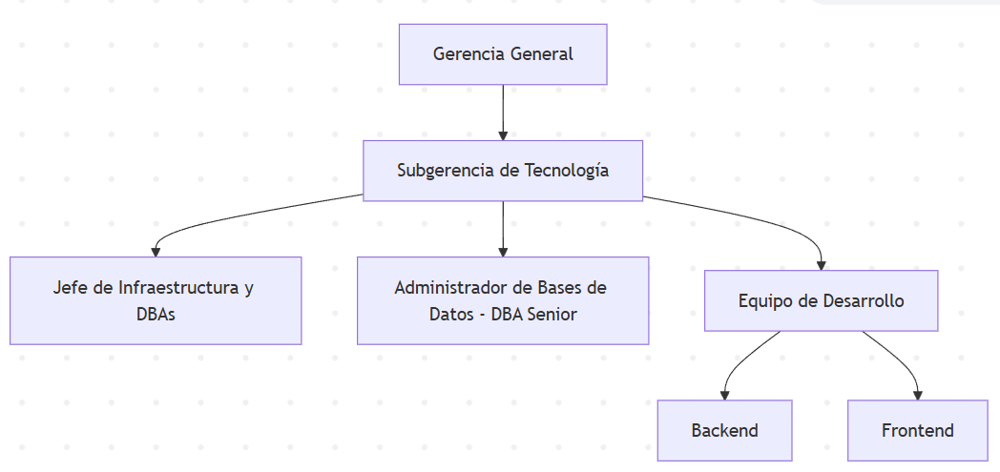 Gerencia General
Subgerencia de Tecnología
Jefe de Infraestructura y
DBAs
Administrador de Bases de
Datos - DBA Senior
Equipo de Desarrollo
Backend
Frontend